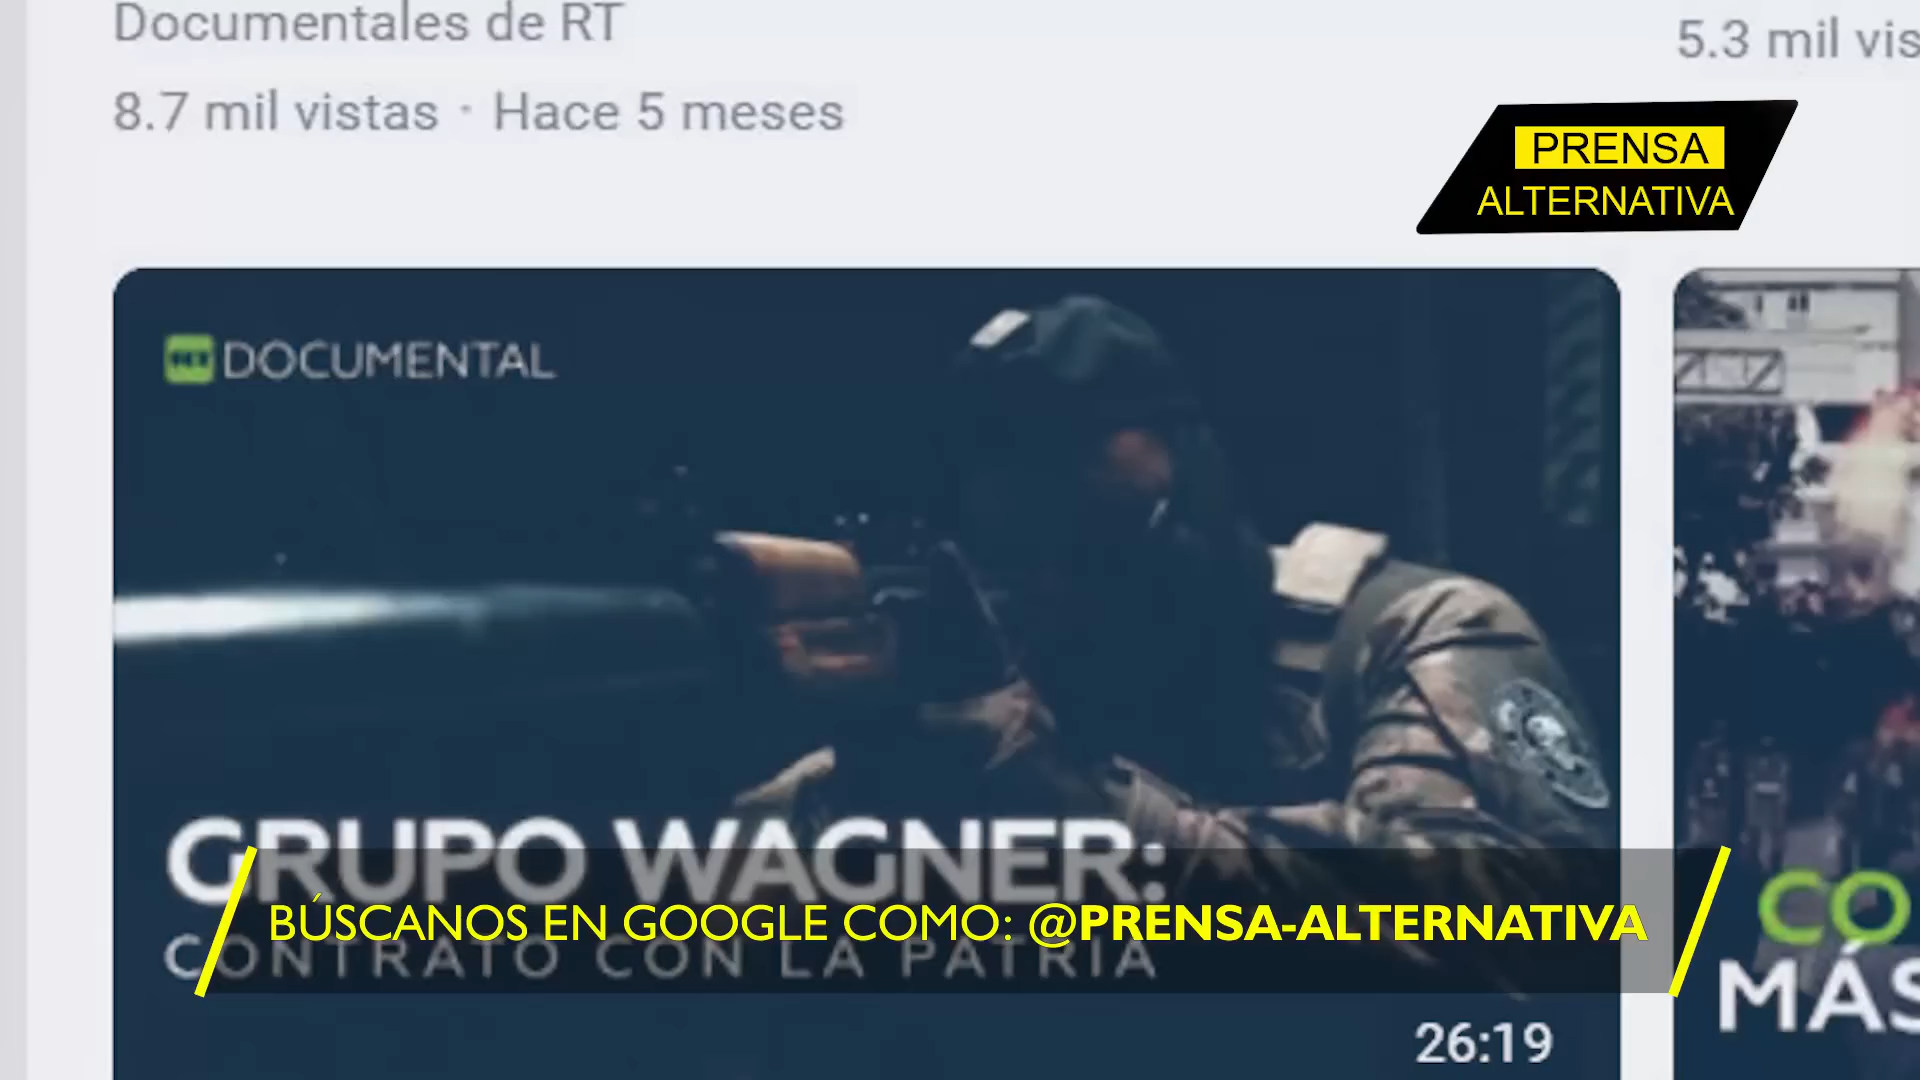 Documentales de RT
8.7 mil vistas · Hace 5 meses
5.3 mil vis
PRENSA
ALTERNATIVA
RT DOCUMENTAL
GRUPO WAGNER:
CONTRATO CON LA PATRIA
BÚSCANOS EN GOOGLE COMO: @PRENSA-ALTERNATIVA
26:19
CO
MÁS